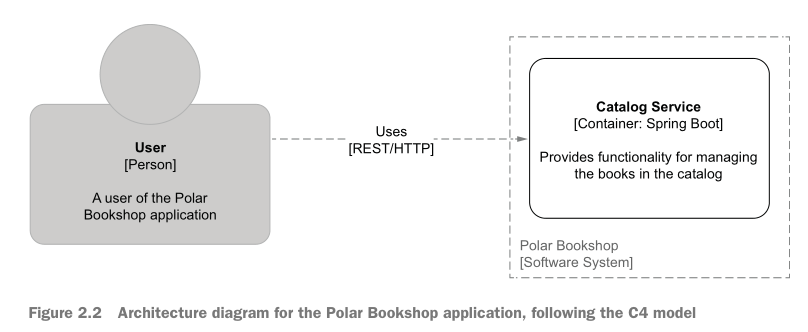 User
[Person]
A user of the Polar
Bookshop application
Uses
[REST/HTTP]
Catalog Service
[Container: Spring Boot]
Provides functionality for managing
the books in the catalog
Polar Bookshop
[Software System]
Figure 2.2 Architecture diagram for the Polar Bookshop application, following the C4 model